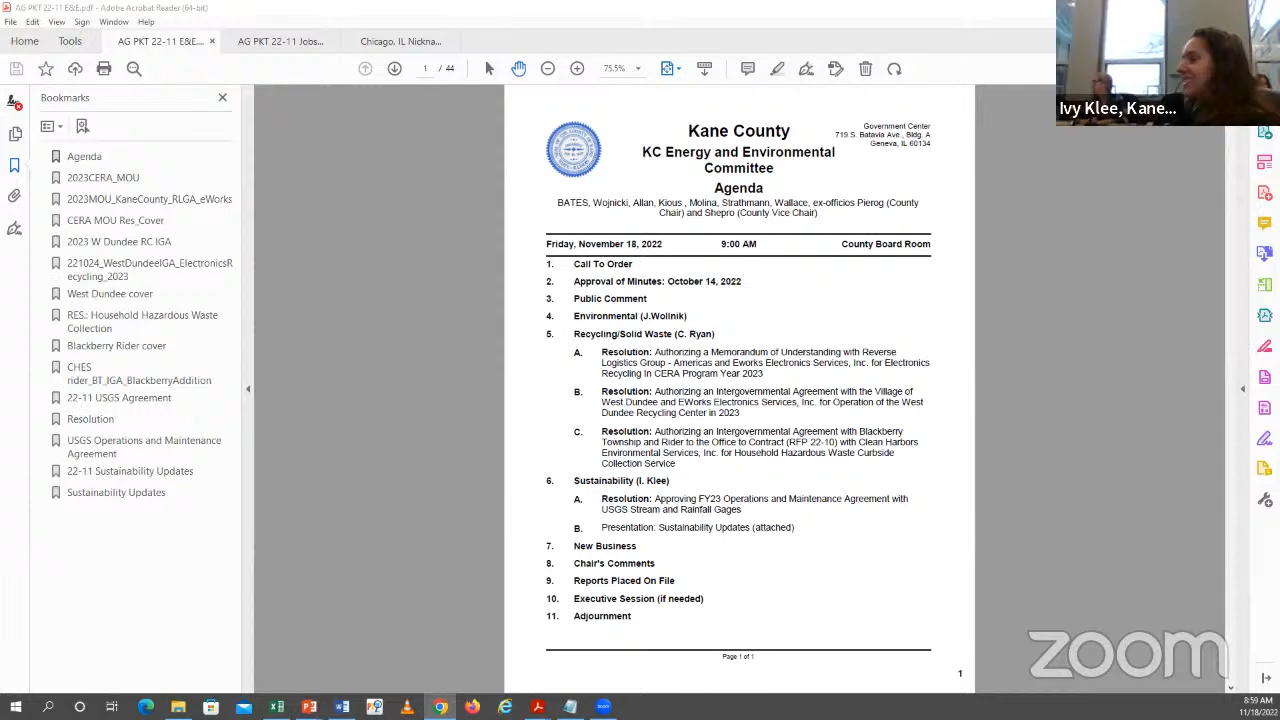 AG PKT 22-11 E&E.pdf - Adobe Acrobat Reader (64-bit)
File Edit View Sign Window Help
Home Tools AG PKT 22-11 E&E... × AG PKT 22-11 Jobs... Chicago, IL Nickna...
1 / 44 75.5%
Bookmarks
Agenda
2023CERA_MOU
2023MOU_KaneCounty_RLGA_eWorks
CERA MOU Res_Cover
2023 W Dundee RC IGA
221024_WestDundeeIGA_ElectronicsR
ecycling_2023
West Dundee cover
RES.: Household Hazardous Waste
Collection
Blackberry Rider cover
CHES
rider_BT_IGA_BlackberryAddition
22-11 USGS Agreement
Resolution
USGS Operations and Maintenance
Agreement
22-11 Sustainability Updates
Sustainability Updates
Kane County
KC Energy and Environmental
Committee
Agenda
Government Center
719 S. Batavia Ave., Bldg. A
Geneva, IL 60134
BATES, Wojnicki, Allan, Kious , Molina, Strathmann, Wallace, ex-officios Pierog (County
Chair) and Shepro (County Vice Chair)
Friday, November 18, 2022 9:00 AM County Board Room
1. Call To Order
2. Approval of Minutes: October 14, 2022
3. Public Comment
4. Environmental (J.Wollnik)
5. Recycling/Solid Waste (C. Ryan)
A. Resolution: Authorizing a Memorandum of Understanding with Reverse
Logistics Group - Americas and Eworks Electronics Services, Inc. for Electronics
Recycling In CERA Program Year 2023
B. Resolution: Authorizing an Intergovernmental Agreement with the Village of
West Dundee and EWorks Electronics Services, Inc. for Operation of the West
Dundee Recycling Center in 2023
C. Resolution: Authorizing an Intergovernmental Agreement with Blackberry
Township and Rider to the Office to Contract (RFP 22-10) with Clean Harbors
Environmental Services, Inc. for Household Hazardous Waste Curbside
Collection Service
6. Sustainability (I. Klee)
A. Resolution: Approving FY23 Operations and Maintenance Agreement with
USGS Stream and Rainfall Gages
B. Presentation: Sustainability Updates (attached)
7. New Business
8. Chair's Comments
9. Reports Placed On File
10. Executive Session (if needed)
11. Adjournment
Page 1 of 1
1
Ivy Klee, Kane...
zoom
8:59 AM
11/18/2022